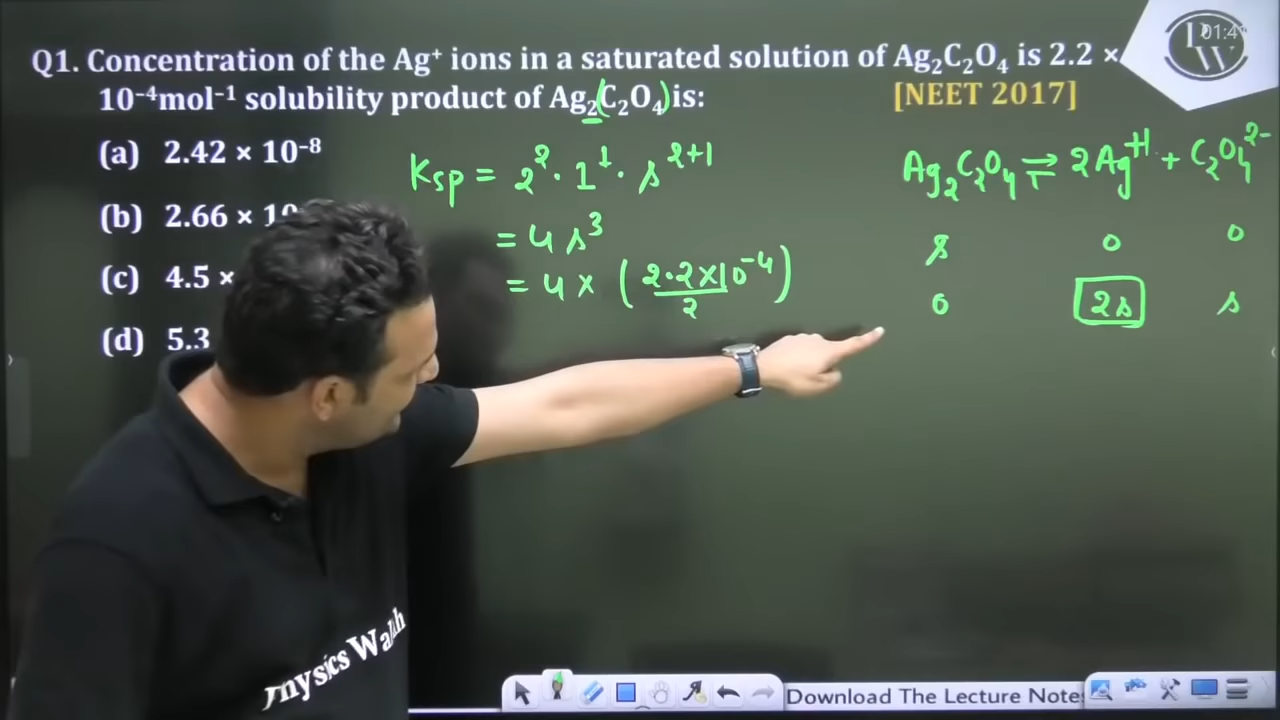 Q1. Concentration of the Ag⁺ ions in a saturated solution of Ag₂C₂O₄ is 2.2 ×
10⁻⁴mol⁻¹ solubility product of Ag₂(C₂O₄) is:
[NEET 2017]
(a) 2.42 × 10⁻⁸
(b) 2.66 ×
(c) 4.5 ×
(d) 5.3
Ksp = 2² · 1¹ · s²⁺¹
= 4s³
= 4 × (2.2×10⁻⁴/2)
Ag₂C₂O₄ ⇌ 2Ag⁺¹ + C₂O₄²⁻
s 0 0
0 2s s
PW
Physics Wallah
Download The Lecture Note